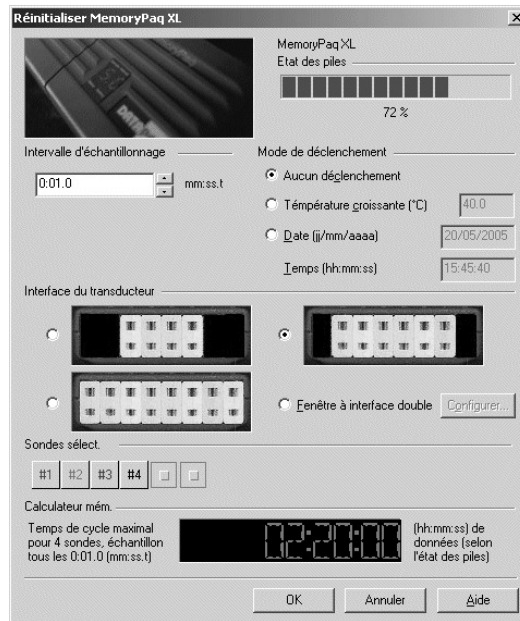 Réinitialiser MemoryPaq XL
MemoryPaq XL
Etat des piles
72 %
Intervalle d'échantillonnage
0:01.0 mm:ss.t
Mode de déclenchement
Aucun déclenchement
Témpérature croissante (°C) 40.0
Date (jj/mm/aaaa) 20/05/2005
Temps (hh:mm:ss) 15:45:40
Interface du transducteur
Fenêtre à interface double Configurer...
Sondes sélect.
#1 #2 #3 #4
Calculateur mém.
Temps de cycle maximal
pour 4 sondes, échantillon
tous les 0:01.0 (mm:ss.t)
02:20:00
(hh:mm:ss) de
données (selon
l'état des piles)
OK Annuler Aide